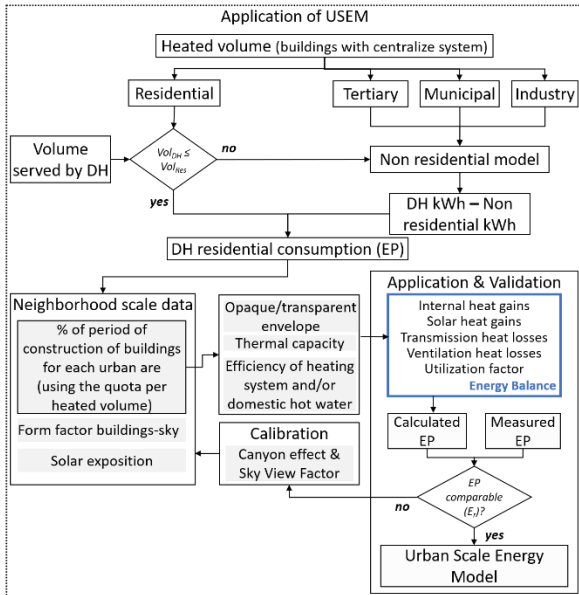 Application of USEM
Heated volume (buildings with centralize system)
Residential
Tertiary
Municipal
Industry
Volume
served by DH
Vol_DH ≤
Vol_Res
no
yes
Non residential model
DH kWh – Non
residential kWh
DH residential consumption (EP)
Neighborhood scale data
% of period of
construction of buildings
for each urban are
(using the quota per
heated volume)
Form factor buildings-sky
Solar exposition
Opaque/transparent
envelope
Thermal capacity
Efficiency of heating
system and/or
domestic hot water
Calibration
Canyon effect &
Sky View Factor
Application & Validation
Internal heat gains
Solar heat gains
Transmission heat losses
Ventilation heat losses
Utilization factor
Energy Balance
Calculated
EP
Measured
EP
EP
comparable
(E_r)?
no
yes
Urban Scale Energy
Model